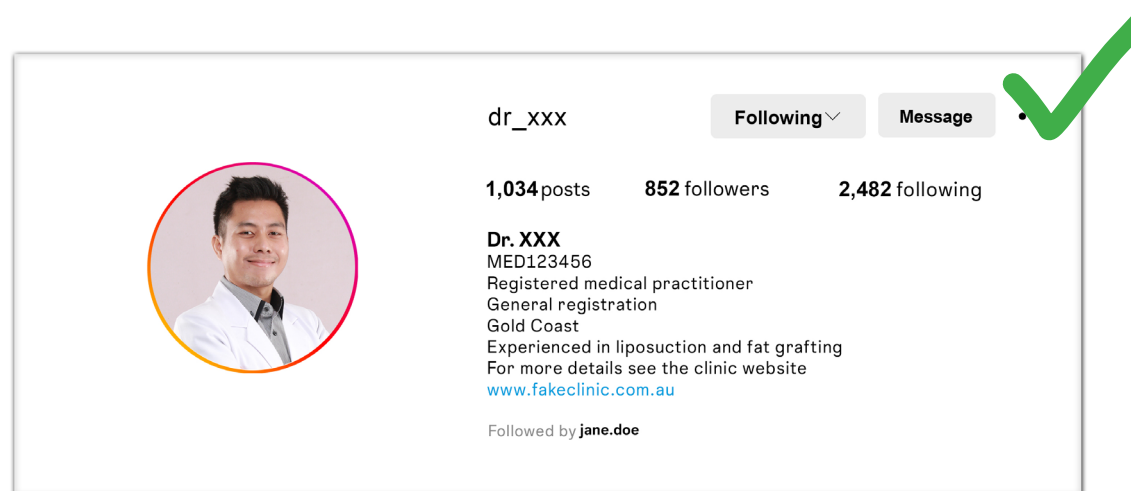 dr_xxx Following Message
1,034 posts 852 followers 2,482 following
Dr. XXX
MED123456
Registered medical practitioner
General registration
Gold Coast
Experienced in liposuction and fat grafting
For more details see the clinic website
www.fakeclinic.com.au
Followed by jane.doe